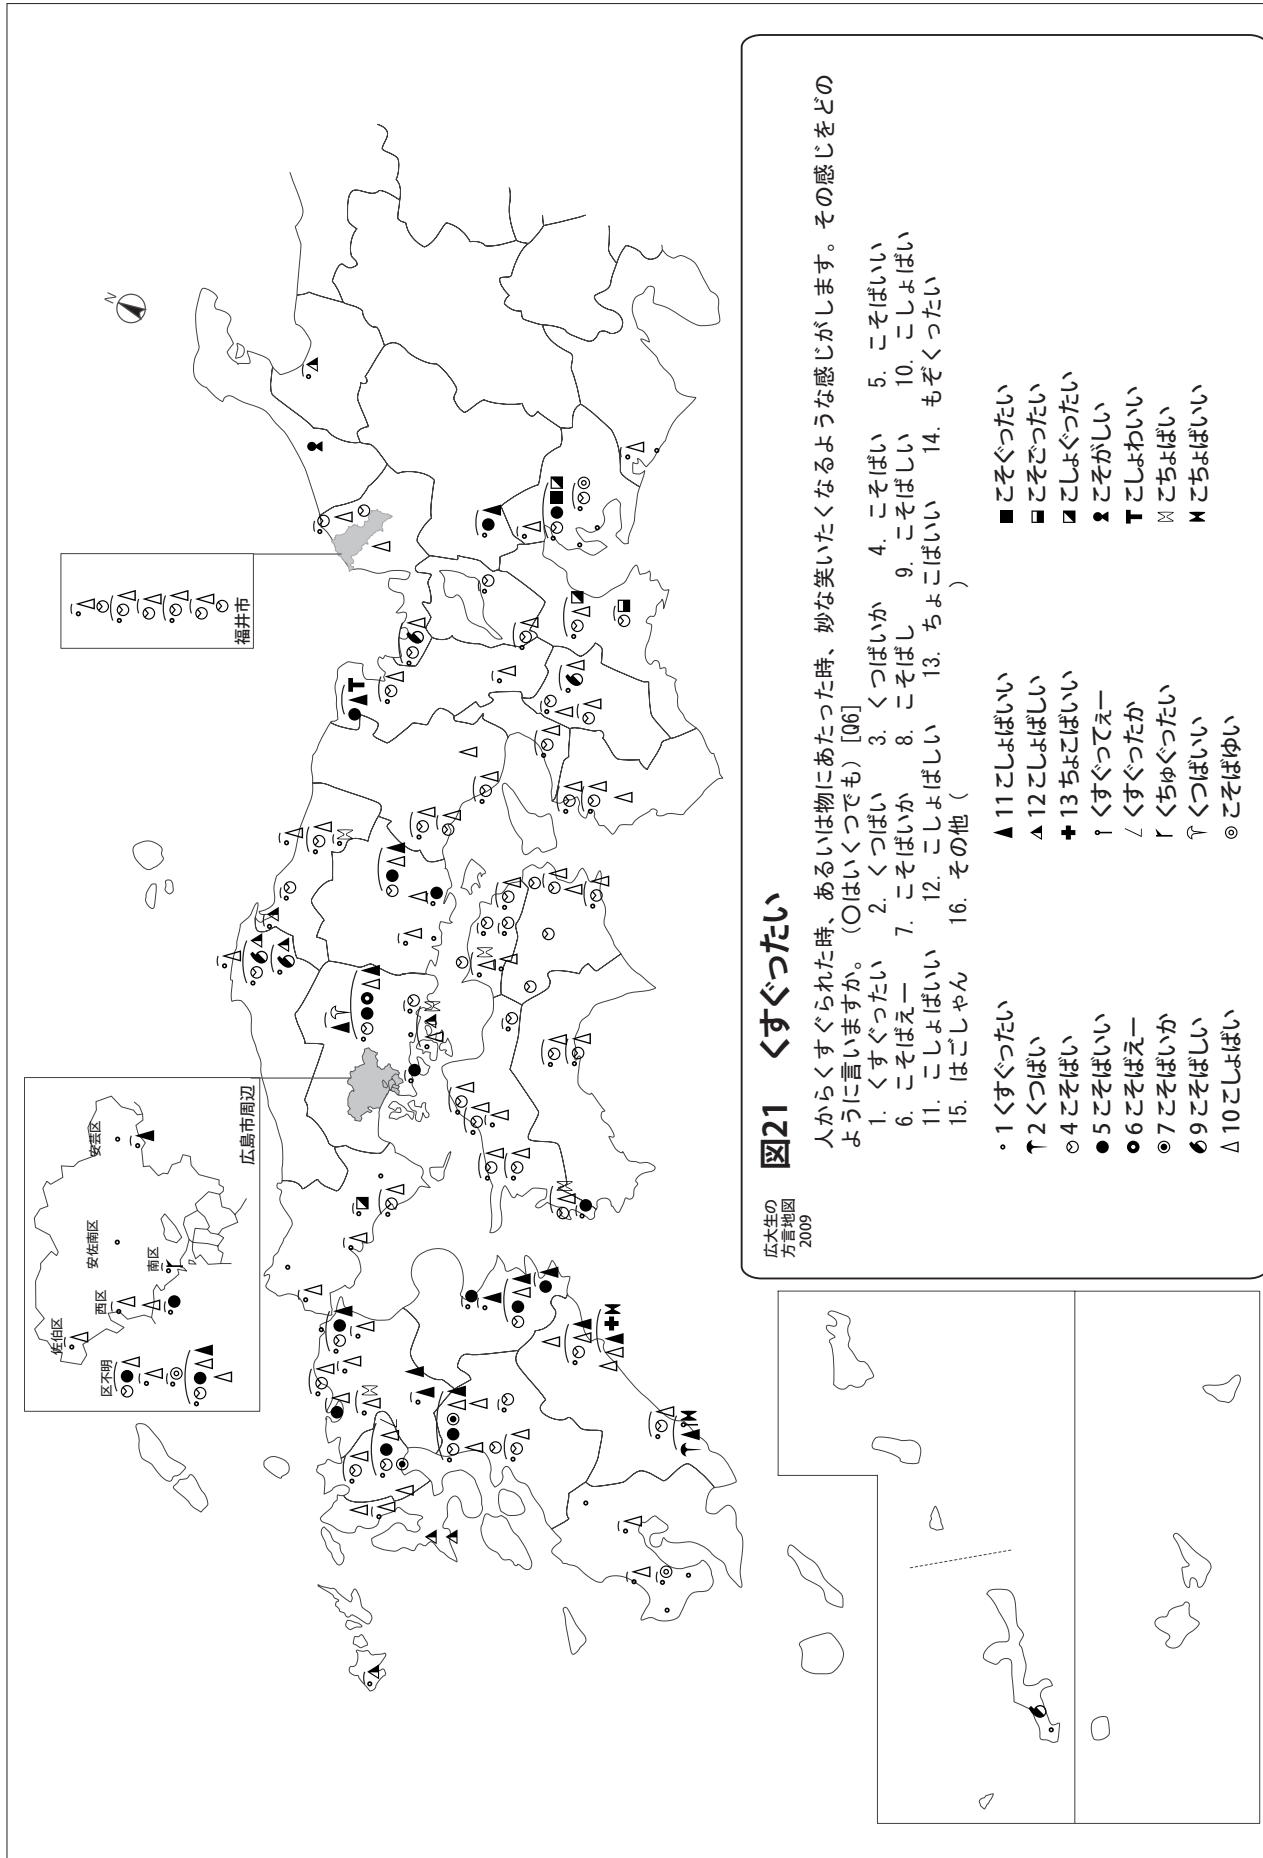 N
福井市
広島市周辺
安芸区
安佐南区
南区
西区
佐伯区
区不明
広大生の
方言地図
2009
図21 くすぐったい
人からくすぐられた時、あるいは物にあたった時、妙な笑いたくなるような感じがします。その感じをどの
ように言いますか。（○はいくつでも）[Q6]
1. くすぐったい 2. くつばい 3. くつばいか 4. こそばい 5. こそばいい
6. こそばえー 7. こそばいか 8. こそばし 9. こそばしい 10. こしょばい
11. こしょばいい 12. こしょばしい 13. ちょこばいい 14. もぞくったい
15. はごしゃん 16. その他（ ）
1くすぐったい
2くつばい
4こそばい
5こそばいい
6こそばえー
7こそばいか
9こそばしい
10こしょばい
11こしょばいい
12こしょばしい
13ちょこばいい
くすぐってぇー
くすぐったか
くちゅぐったい
くつばいい
こそばゆい
こそぐったい
こそごったい
こしょぐったい
こそがしい
こしょわいい
こちょばい
こちょばいい